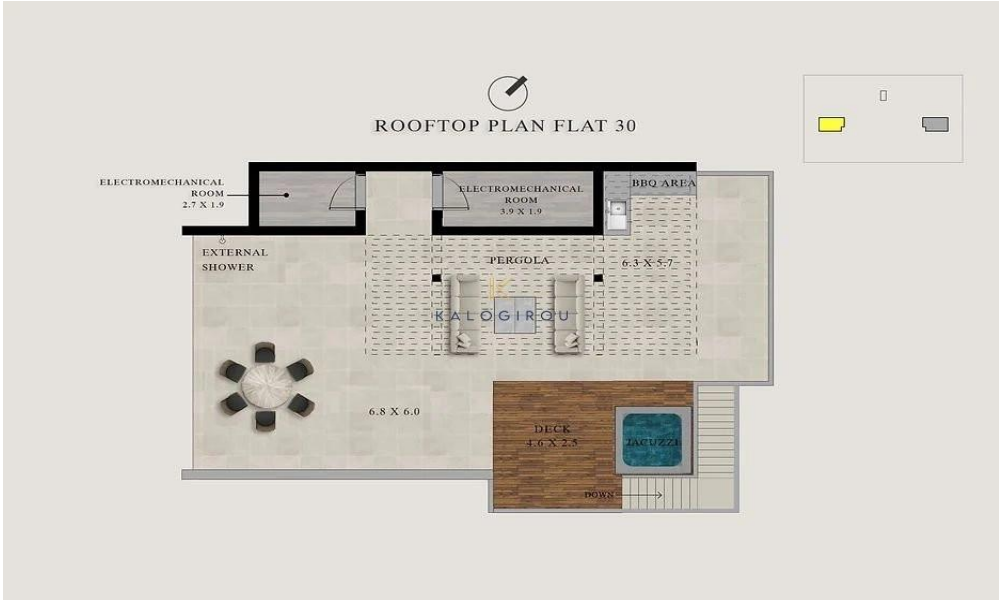 ROOFTOP PLAN FLAT 30
ELECTROMECHANICAL
ROOM
2.7 X 1.9
ELECTROMECHANICAL
ROOM
3.9 X 1.9
BBQ AREA
EXTERNAL
SHOWER
PERGOLA
6.3 X 5.7
KALOGIROU
6.8 X 6.0
DECK
4.6 X 2.5
JACUZZI
DOWN